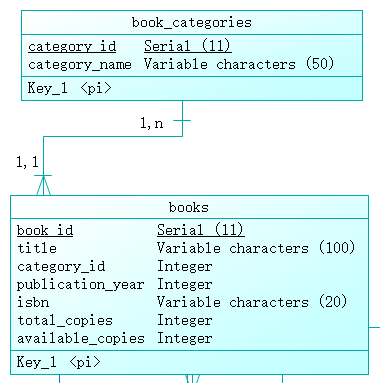 book_categories
category_id Serial (11)
category_name Variable characters (50)
Key_1 <pi>
1,n
1,1
books
book_id Serial (11)
title Variable characters (100)
category_id Integer
publication_year Integer
isbn Variable characters (20)
total_copies Integer
available_copies Integer
Key_1 <pi>